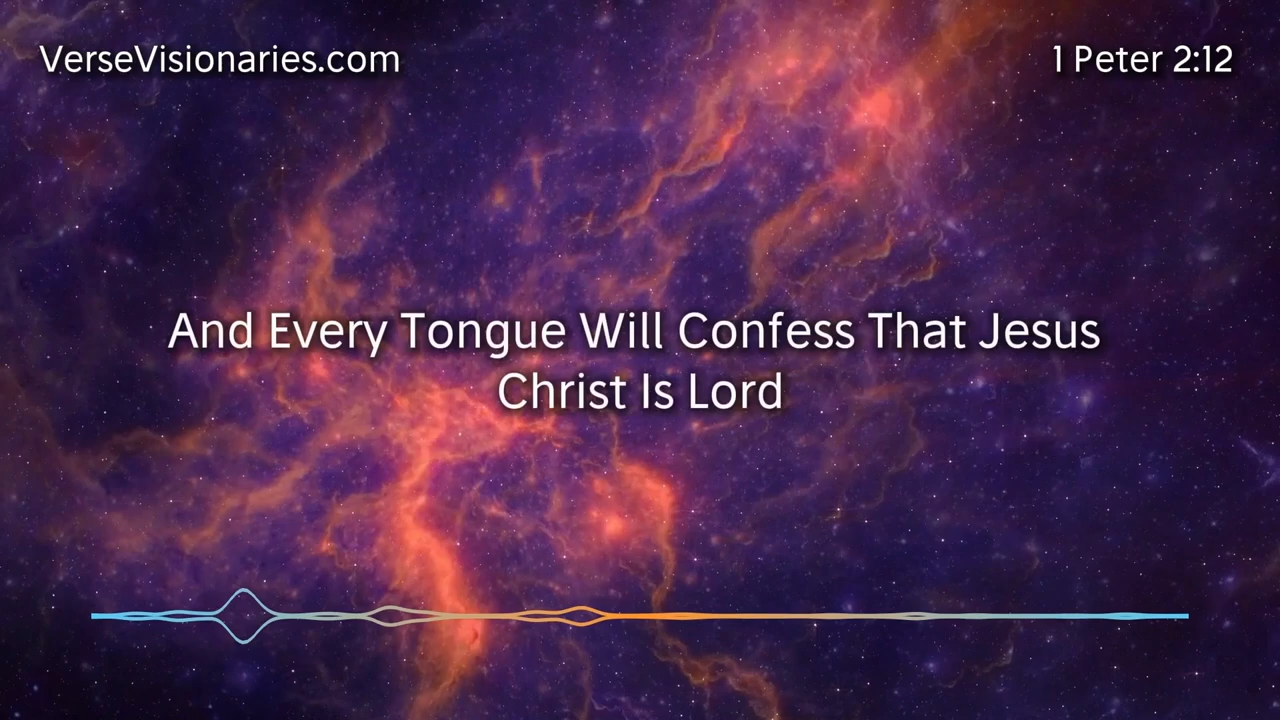 VerseVisionaries.com
1 Peter 2:12
And Every Tongue Will Confess That Jesus
Christ Is Lord